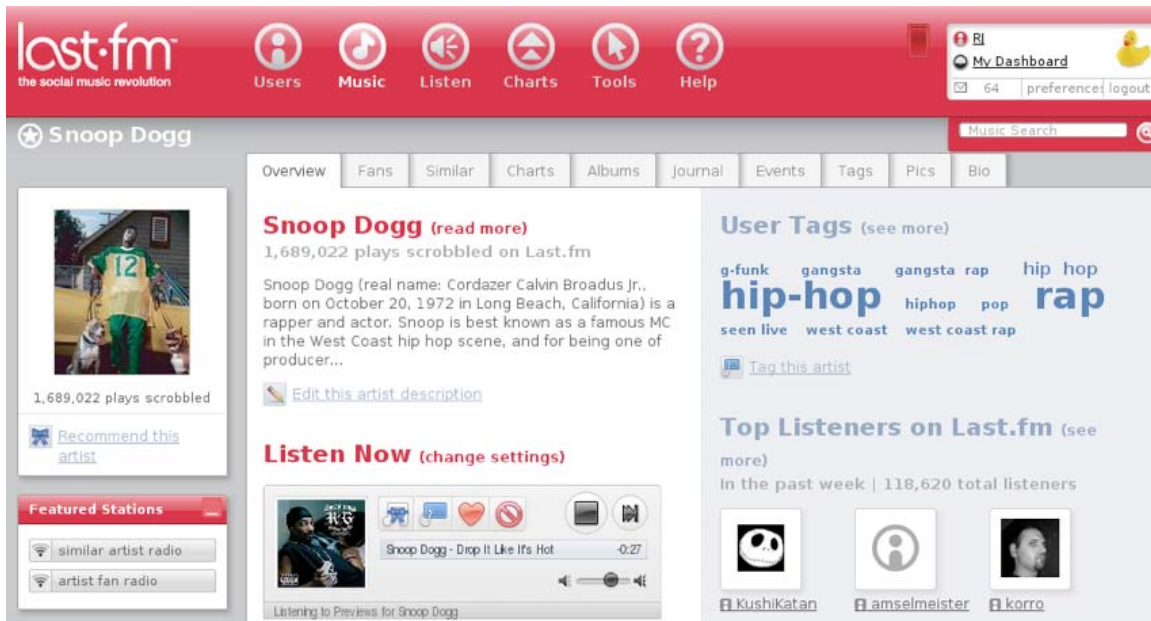 last.fm™
the social music revolution
Users
Music
Listen
Charts
Tools
Help
RJ
My Dashboard
64
preferences
logout
Music Search
Snoop Dogg
Overview
Fans
Similar
Charts
Albums
Journal
Events
Tags
Pics
Bio
12
1,689,022 plays scrobbled
Recommend this
artist
Featured Stations
similar artist radio
artist fan radio
Snoop Dogg (read more)
1,689,022 plays scrobbled on Last.fm
Snoop Dogg (real name: Cordazer Calvin Broadus Jr.,
born on October 20, 1972 in Long Beach, California) is a
rapper and actor. Snoop is best known as a famous MC
in the West Coast hip hop scene, and for being one of
producer...
Edit this artist description
Listen Now (change settings)
R&G
Snoop Dogg - Drop It Like It's Hot
-0:27
Listening to Previews for Snoop Dogg
User Tags (see more)
g-funk gangsta gangsta rap hip hop
hip-hop hiphop pop rap
seen live west coast west coast rap
Tag this artist
Top Listeners on Last.fm (see
more)
In the past week | 118,620 total listeners
KushiKatan
amselmeister
korro